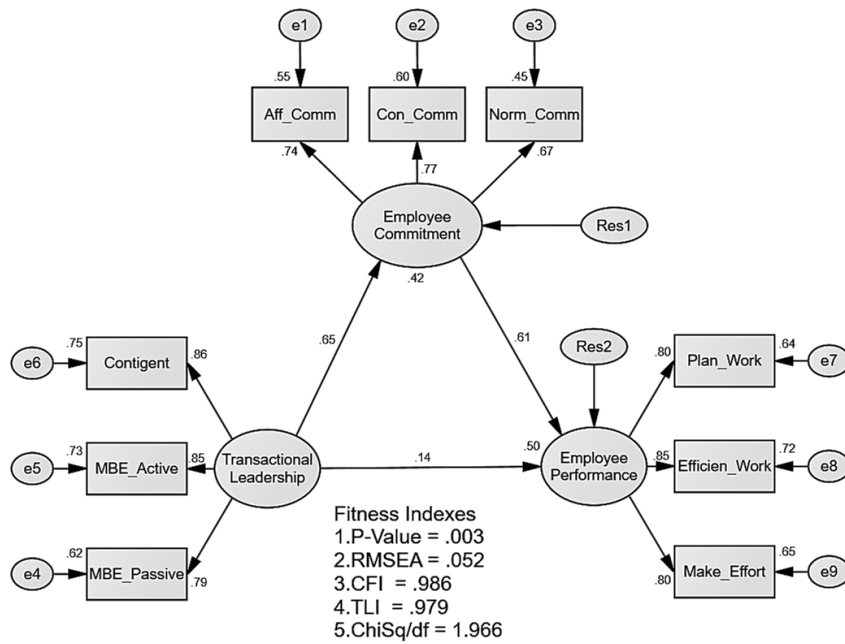 e1
e2
e3
.55
.60
.45
Aff_Comm
Con_Comm
Norm_Comm
.74
.77
.67
Employee
Commitment
Res1
.42
.65
.61
Res2
.75
.86
e6
Contigent
.80
.64
Plan_Work
e7
.73
e5
MBE_Active
.85
Transactional
Leadership
.14
.50
Employee
Performance
.85
.72
Efficien_Work
e8
.62
e4
MBE_Passive
.79
.80
.65
Make_Effort
e9
Fitness Indexes
1.P-Value = .003
2.RMSEA = .052
3.CFI = .986
4.TLI = .979
5.ChiSq/df = 1.966